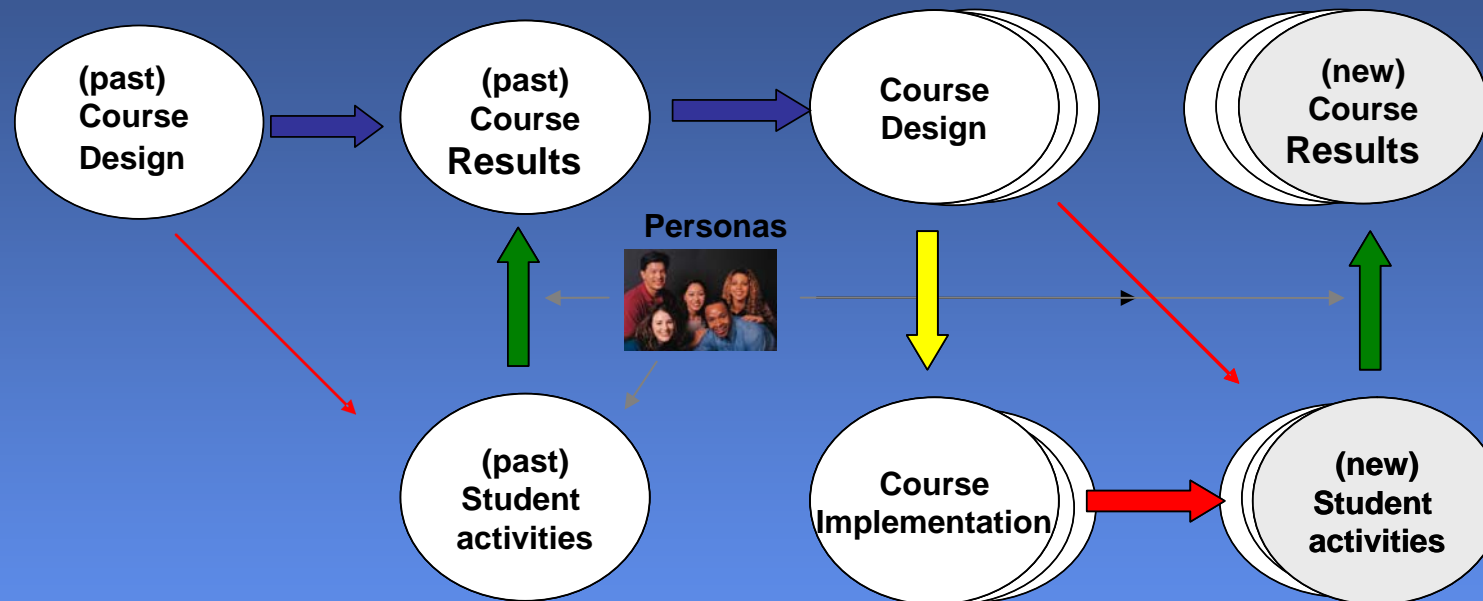 (past)
Course
Design
(past)
Course
Results
Course
Design
(new)
Course
Results
Personas
(past)
Student
activities
Course
Implementation
(new)
Student
activities